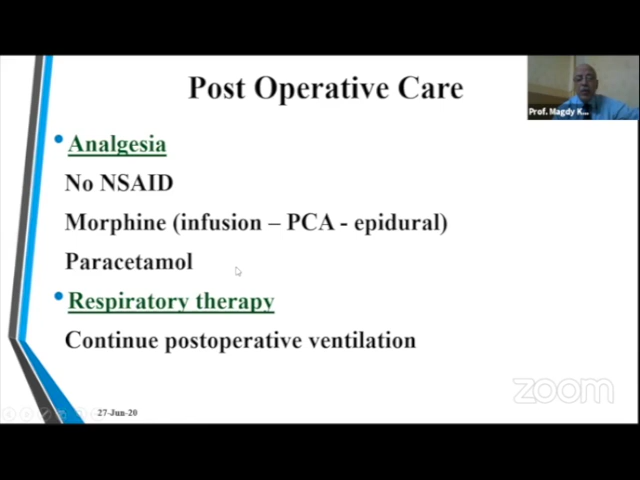 Post Operative Care
Prof. Magdy K...
• Analgesia
No NSAID
Morphine (infusion – PCA - epidural)
Paracetamol
• Respiratory therapy
Continue postoperative ventilation
zoom
27-Jun-20